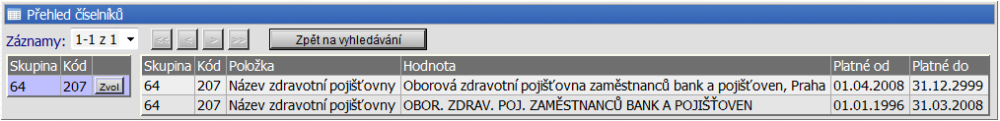 Přehled číselníků
Záznamy: 1-1 z 1 << < > >> Zpět na vyhledávání
Skupina Kód Skupina Kód Položka Hodnota Platné od Platné do
64 207 Zvol 64 207 Název zdravotní pojišťovny Oborová zdravotní pojišťovna zaměstnanců bank a pojišťoven, Praha 01.04.2008 31.12.2999
64 207 Název zdravotní pojišťovny OBOR. ZDRAV. POJ. ZAMĚSTNANCŮ BANK A POJIŠŤOVEN 01.01.1996 31.03.2008